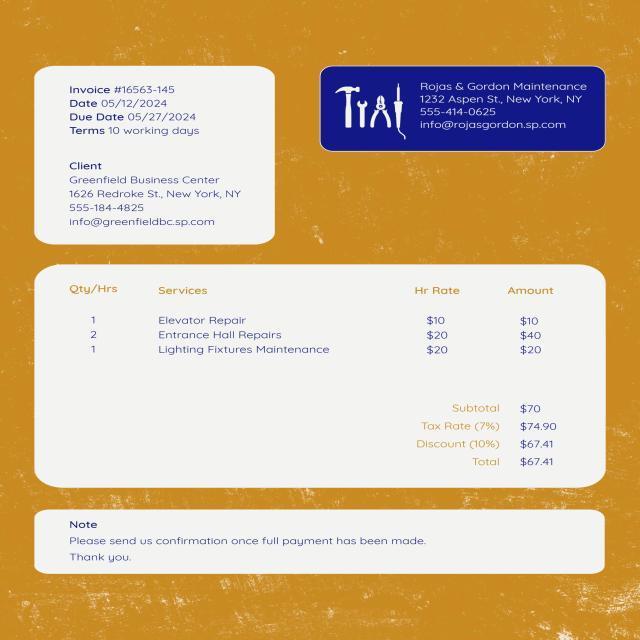 Invoice #16563-145
Date 05/12/2024
Due Date 05/27/2024
Terms 10 working days
Client
Greenfield Business Center
1626 Redroke St., New York, NY
555-184-4825
info@greenfieldbc.sp.com
Rojas & Gordon Maintenance
1232 Aspen St., New York, NY
555-414-0625
info@rojasgordon.sp.com
Qty/Hrs Services Hr Rate Amount
1 Elevator Repair $10 $10
2 Entrance Hall Repairs $20 $40
1 Lighting Fixtures Maintenance $20 $20
Subtotal $70
Tax Rate (7%) $74.90
Discount (10%) $67.41
Total $67.41
Note
Please send us confirmation once full payment has been made.
Thank you.